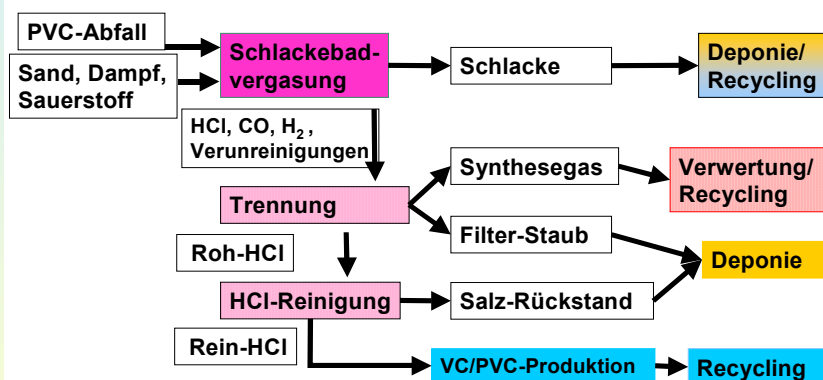 PVC-Abfall
Sand, Dampf,
Sauerstoff
Schlackebad-
vergasung
Schlacke
Deponie/
Recycling
HCl, CO, H₂ ,
Verunreinigungen
Trennung
Synthesegas
Verwertung/
Recycling
Filter-Staub
Deponie
Roh-HCl
HCl-Reinigung
Salz-Rückstand
Rein-HCl
VC/PVC-Produktion
Recycling